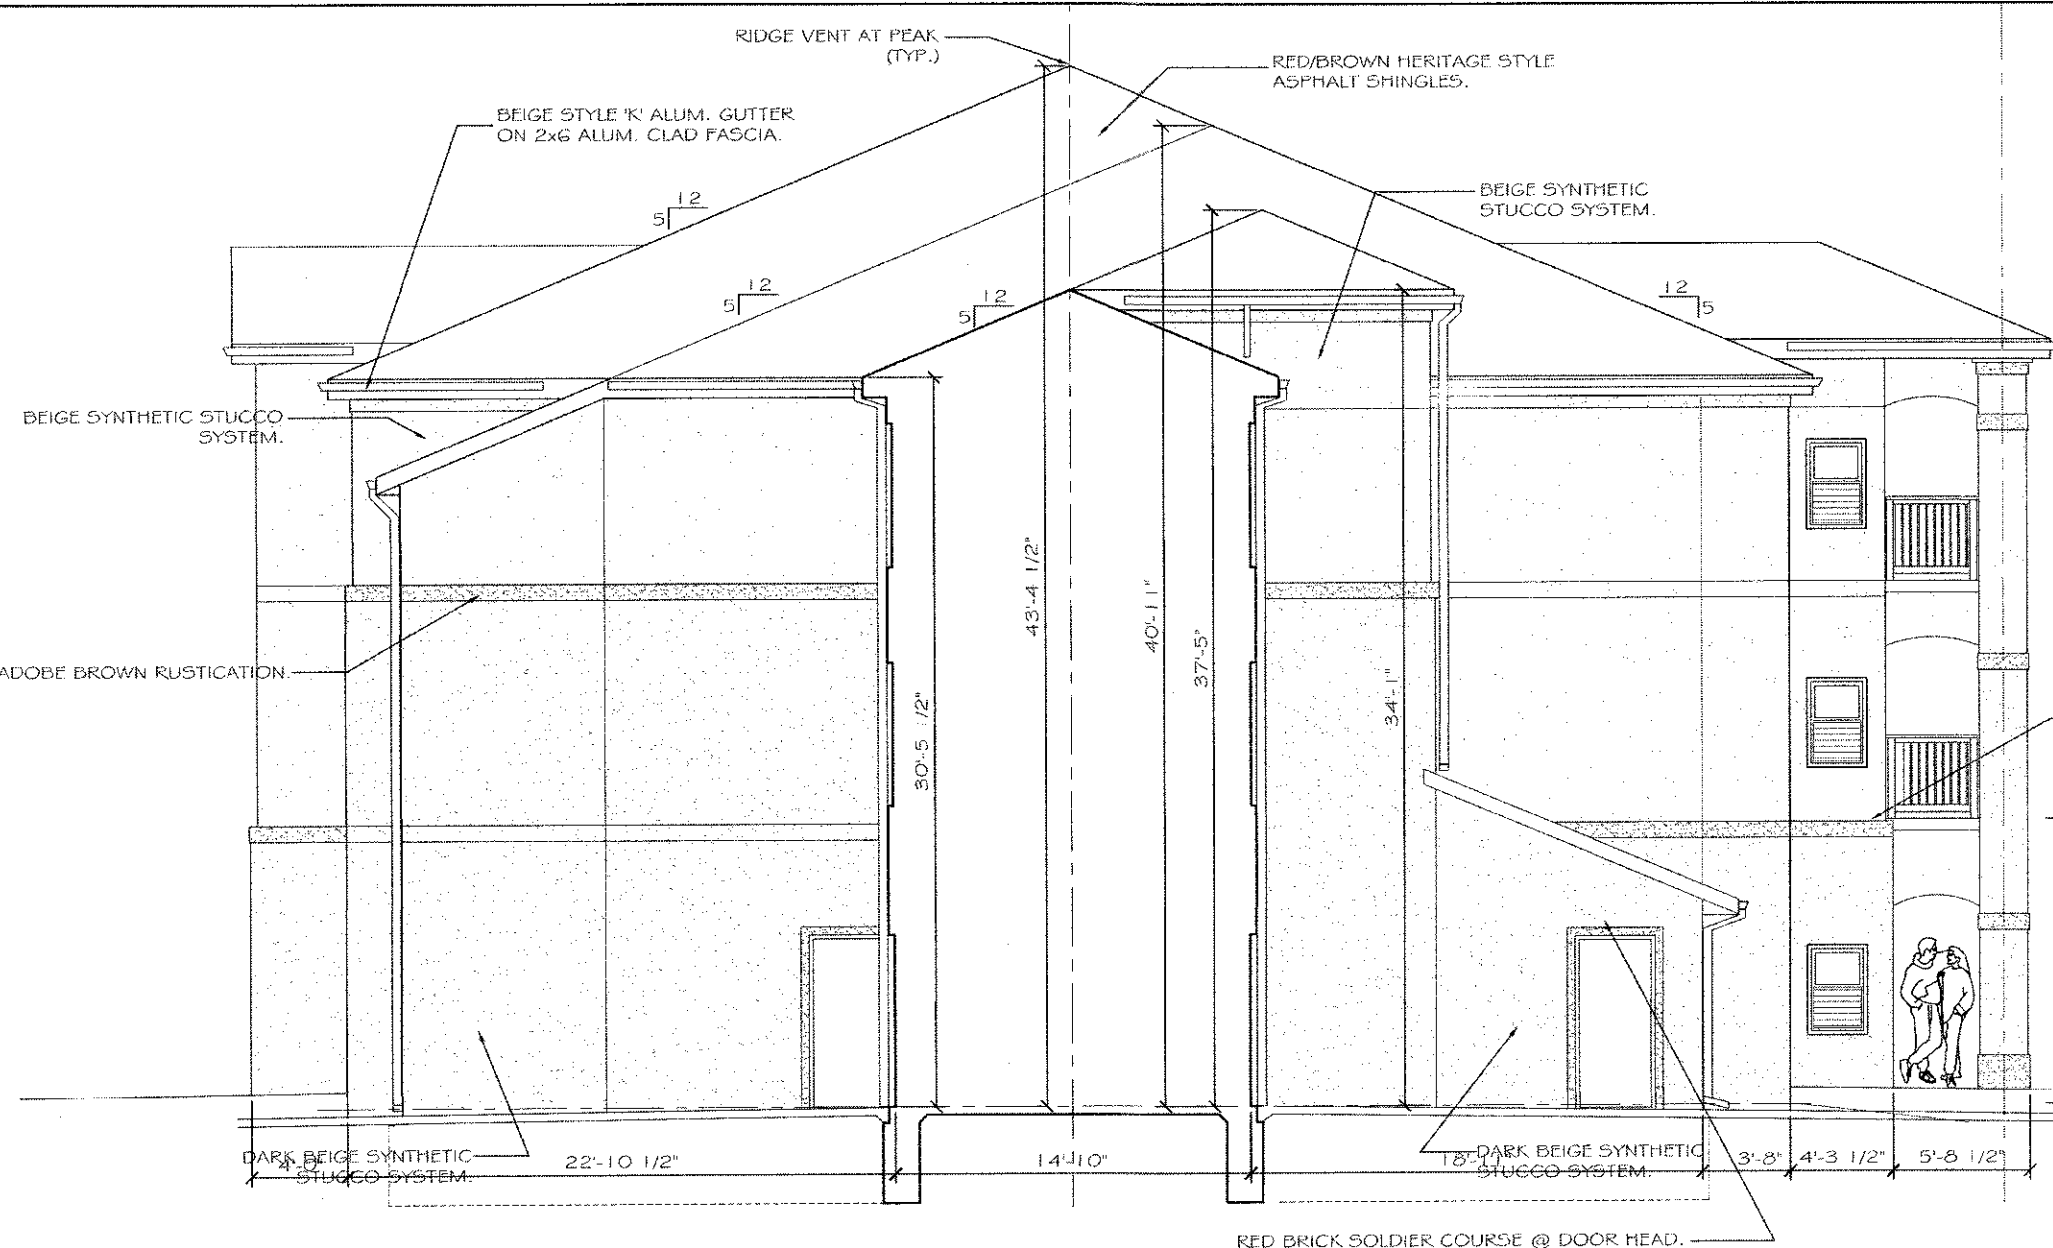 RIDGE VENT AT PEAK
(TYP.)
RED/BROWN HERITAGE STYLE
ASPHALT SHINGLES.
BEIGE STYLE 'K' ALUM. GUTTER
ON 2x6 ALUM. CLAD FASCIA.
BEIGE SYNTHETIC
STUCCO SYSTEM.
12
5
12
5
12
5
12
5
BEIGE SYNTHETIC STUCCO
SYSTEM.
43'-4 1/2"
40'-11"
37'-5"
34'-1"
30'-5 1/2"
ADOBE BROWN RUSTICATION.
DARK BEIGE SYNTHETIC
STUCCO SYSTEM.
4'-0"
22'-10 1/2"
14'-10"
DARK BEIGE SYNTHETIC
STUCCO SYSTEM.
3'-8"
4'-3 1/2"
5'-8 1/2"
RED BRICK SOLDIER COURSE @ DOOR HEAD.